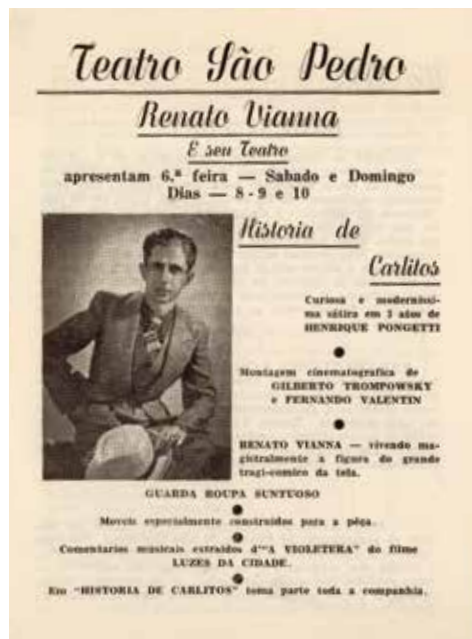 Teatro São Pedro
Renato Vianna
E seu Teatro
apresentam 6.ª feira — Sabado e Domingo
Dias — 8 - 9 e 10
Historia de
Carlitos
Curiosa e modernissi-
ma sátira em 3 atos de
HENRIQUE PONGETTI
Montagem cinematografica de
GILBERTO TROMPOWSKY
e FERNANDO VALENTIN
RENATO VIANNA — vivendo ma-
gistralmente a figura do grande
tragi-comico da tela.
GUARDA ROUPA SUNTUOSO
Moveis especialmente construidos para a pêça.
Comentarios musicais extraidos d'"A VIOLETERA" do filme
LUZES DA CIDADE.
Em "HISTORIA DE CARLITOS" toma parte toda a companhia.